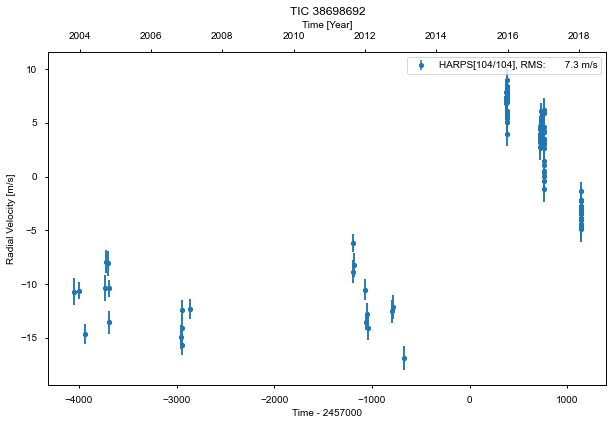 TIC 38698692
Time [Year]
2004 2006 2008 2010 2012 2014 2016 2018
HARPS[104/104], RMS: 7.3 m/s
10
5
0
−5
−10
−15
Radial Velocity [m/s]
−4000 −3000 −2000 −1000 0 1000
Time - 2457000